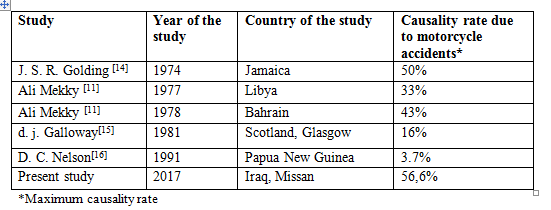 Study Year of the study Country of the study Causality rate due to motorcycle accidents*
J. S. R. Golding [14] 1974 Jamaica 50%
Ali Mekky [11] 1977 Libya 33%
Ali Mekky [11] 1978 Bahrain 43%
d. j. Galloway[15] 1981 Scotland, Glasgow 16%
D. C. Nelson[16] 1991 Papua New Guinea 3.7%
Present study 2017 Iraq, Missan 56,6%
*Maximum causality rate